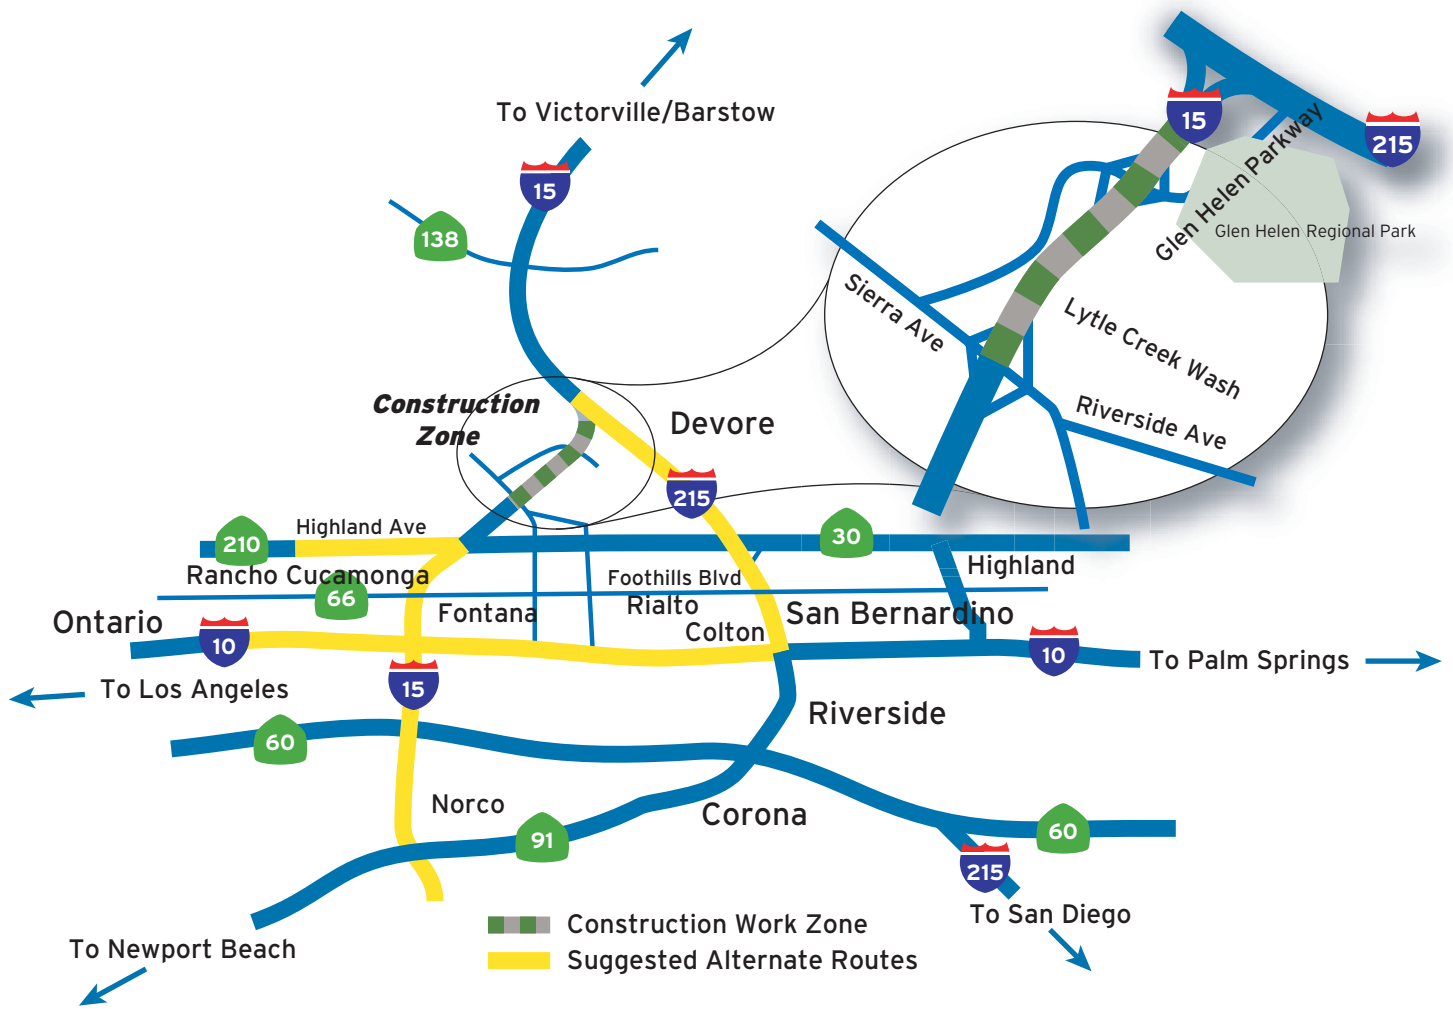 To Victorville/Barstow
15
138
15
215
Glen Helen Parkway
Glen Helen Regional Park
Sierra Ave
Lytle Creek Wash
Riverside Ave
Construction
Zone
Devore
215
210
Highland Ave
30
Rancho Cucamonga
Foothills Blvd
Highland
66
Fontana
Rialto
San Bernardino
Ontario
10
Colton
10
To Palm Springs
To Los Angeles
15
Riverside
60
Norco
Corona
91
60
215
To San Diego
Construction Work Zone
To Newport Beach
Suggested Alternate Routes